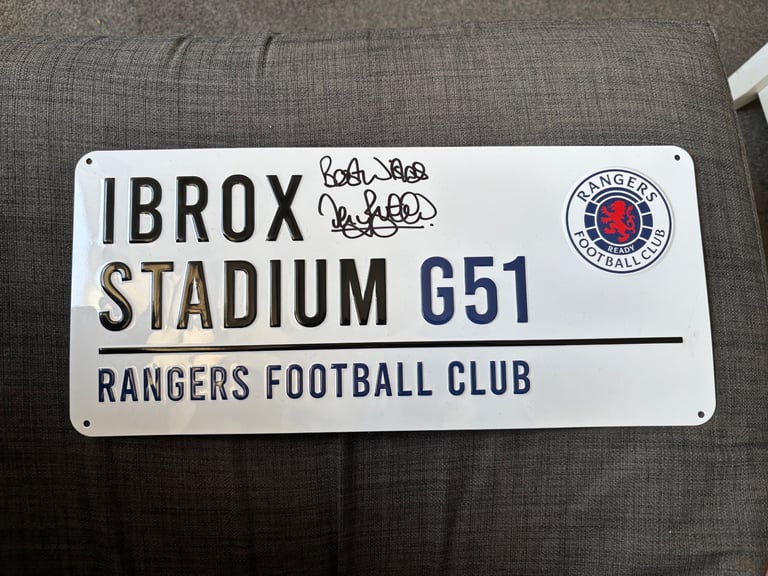 IBROX
Best Wishes
STADIUM G51
RANGERS FOOTBALL CLUB
RANGERS
READY
FOOTBALL CLUB